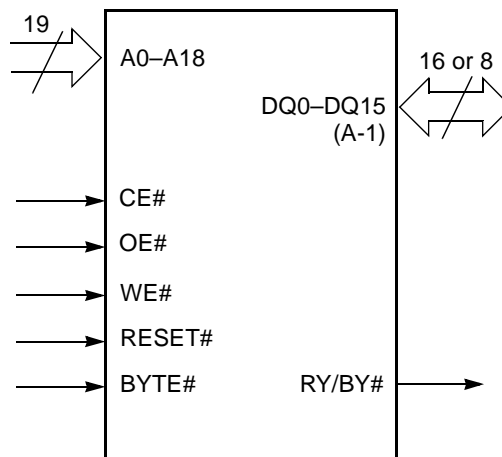 19
A0–A18
16 or 8
DQ0–DQ15
(A-1)
CE#
OE#
WE#
RESET#
BYTE#
RY/BY#